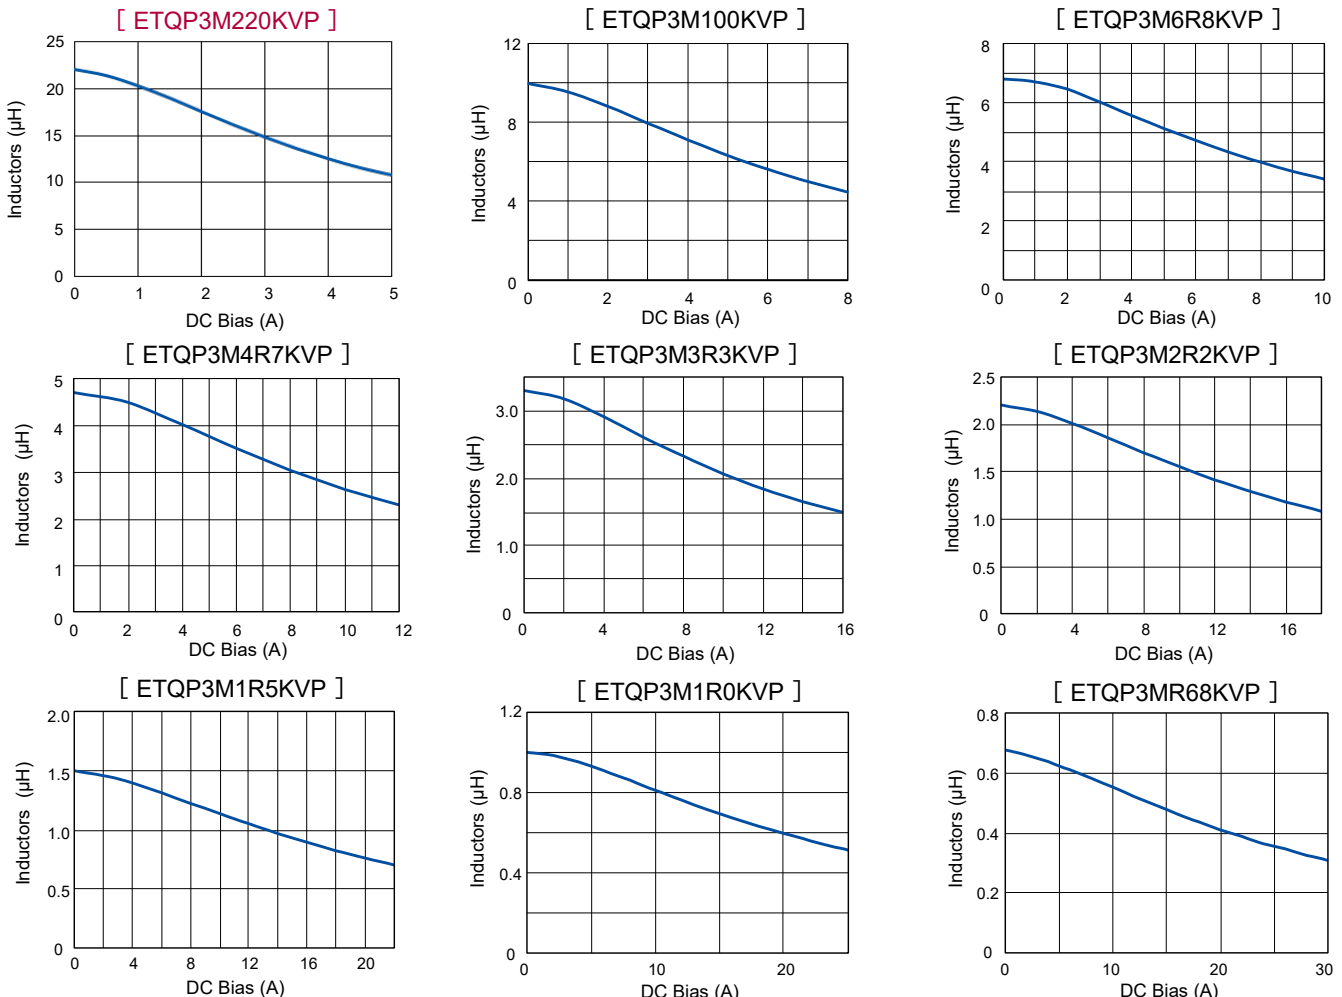 [ ETQP3M220KVP ]
25
20
15
10
5
0
Inductors (μH)
0 1 2 3 4 5
DC Bias (A)
[ ETQP3M100KVP ]
12
8
4
0
Inductors (μH)
0 2 4 6 8
DC Bias (A)
[ ETQP3M6R8KVP ]
8
6
4
2
0
Inductors (μH)
0 2 4 6 8 10
DC Bias (A)
[ ETQP3M4R7KVP ]
5
4
3
2
1
0
Inductors (μH)
0 2 4 6 8 10 12
DC Bias (A)
[ ETQP3M3R3KVP ]
3.0
2.0
1.0
0
Inductors (μH)
0 4 8 12 16
DC Bias (A)
[ ETQP3M2R2KVP ]
2.5
2.0
1.5
1.0
0.5
0
Inductors (μH)
0 4 8 12 16
DC Bias (A)
[ ETQP3M1R5KVP ]
2.0
1.5
1.0
0.5
0
Inductors (μH)
0 4 8 12 16 20
DC Bias (A)
[ ETQP3M1R0KVP ]
1.2
0.8
0.4
0
Inductors (μH)
0 10 20
DC Bias (A)
[ ETQP3MR68KVP ]
0.8
0.6
0.4
0.2
0
Inductors (μH)
0 10 20 30
DC Bias (A)